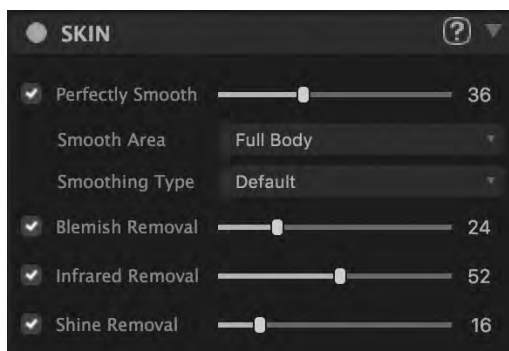 SKIN ?
Perfectly Smooth 36
Smooth Area Full Body
Smoothing Type Default
Blemish Removal 24
Infrared Removal 52
Shine Removal 16